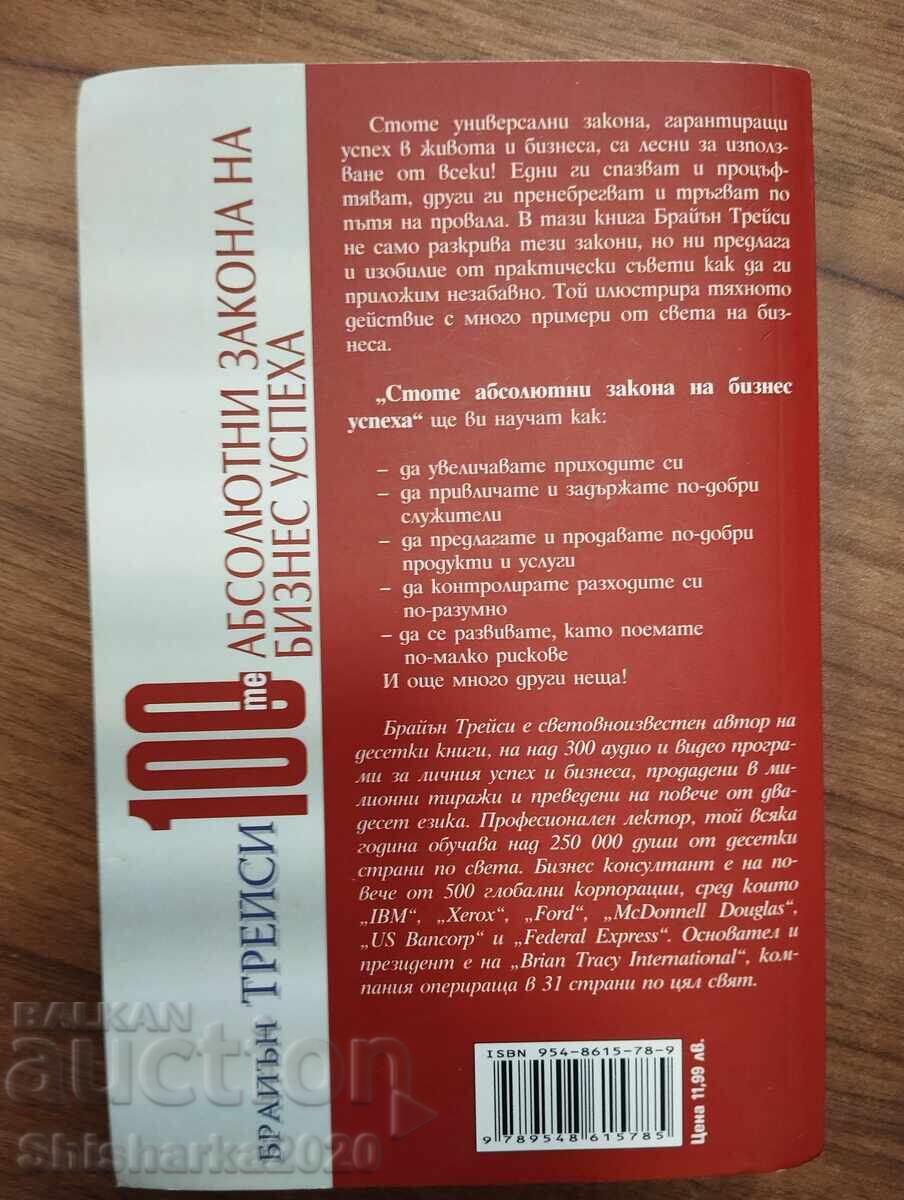 БРАЙЪН ТРЕЙСИ
100те АБСОЛЮТНИ ЗАКОНА НА
БИЗНЕС УСПЕХА
Стоте универсални закона, гарантиращи
успех в живота и бизнеса, са лесни за използ-
ване от всеки! Едни ги спазват и процъф-
тяват, други ги пренебрегват и тръгват по
пътя на провала. В тази книга Брайън Трейси
не само разкрива тези закони, но ни предлага
и изобилие от практически съвети как да ги
приложим незабавно. Той илюстрира тяхното
действие с много примери от света на биз-
неса.
„Стоте абсолютни закона на бизнес
успеха“ ще ви научат как:
– да увеличавате приходите си
– да привличате и задържате по-добри
служители
– да предлагате и продавате по-добри
продукти и услуги
– да контролирате разходите си
по-разумно
– да се развивате, като поемате
по-малко рискове
И още много други неща!
Брайън Трейси е световноизвестен автор на
десетки книги, на над 300 аудио и видео програ-
ми за личния успех и бизнеса, продадени в ми-
лионни тиражи и преведени на повече от два-
десет езика. Професионален лектор, той всяка
година обучава над 250 000 души от десетки
страни по света. Бизнес консултант е на по-
вече от 500 глобални корпорации, сред които
„IBM“, „Xerox“, „Ford“, „McDonnell Douglas“,
„US Bancorp“ и „Federal Express“. Основател и
президент е на „Brian Tracy International“, ком-
пания оперираща в 31 страни по цял свят.
ISBN 954-8615-78-9
9 789548 615785
Цена 11,99 лв.
BALKAN
auction
Shisharka2020